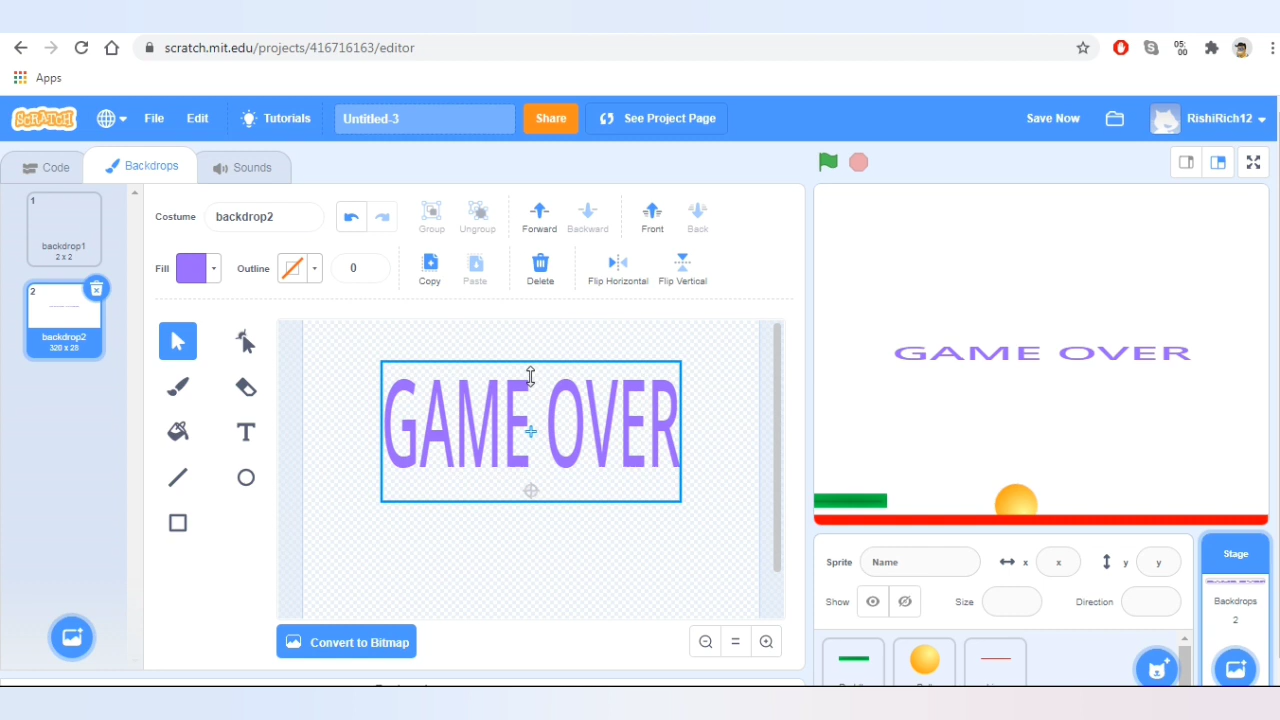 scratch.mit.edu/projects/416716163/editor
05:
00
Apps
SCRATCH
File
Edit
Tutorials
Untitled-3
Share
See Project Page
Save Now
RishiRich12
Code
Backdrops
Sounds
1
backdrop1
2 x 2
2
backdrop2
320 x 28
Costume
backdrop2
Group
Ungroup
Forward
Backward
Front
Back
Fill
Outline
0
Copy
Paste
Delete
Flip Horizontal
Flip Vertical
GAME OVER
Convert to Bitmap
GAME OVER
Sprite
Name
x
x
y
y
Show
Size
Direction
Stage
Backdrops
2